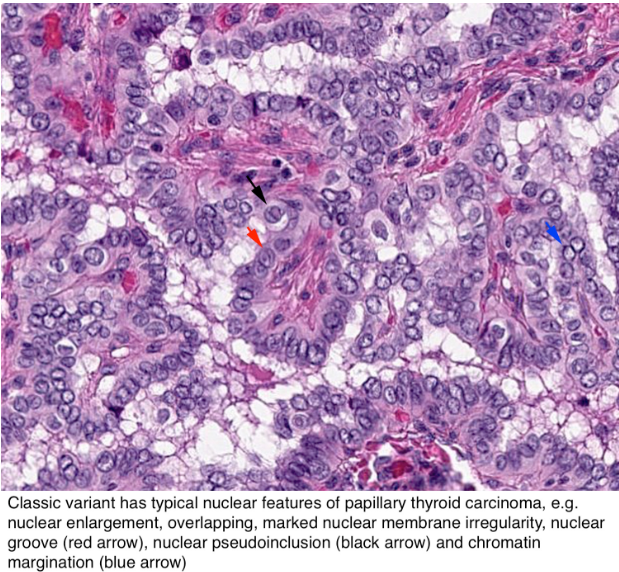 Classic variant has typical nuclear features of papillary thyroid carcinoma, e.g.
nuclear enlargement, overlapping, marked nuclear membrane irregularity, nuclear
groove (red arrow), nuclear pseudoinclusion (black arrow) and chromatin
margination (blue arrow)